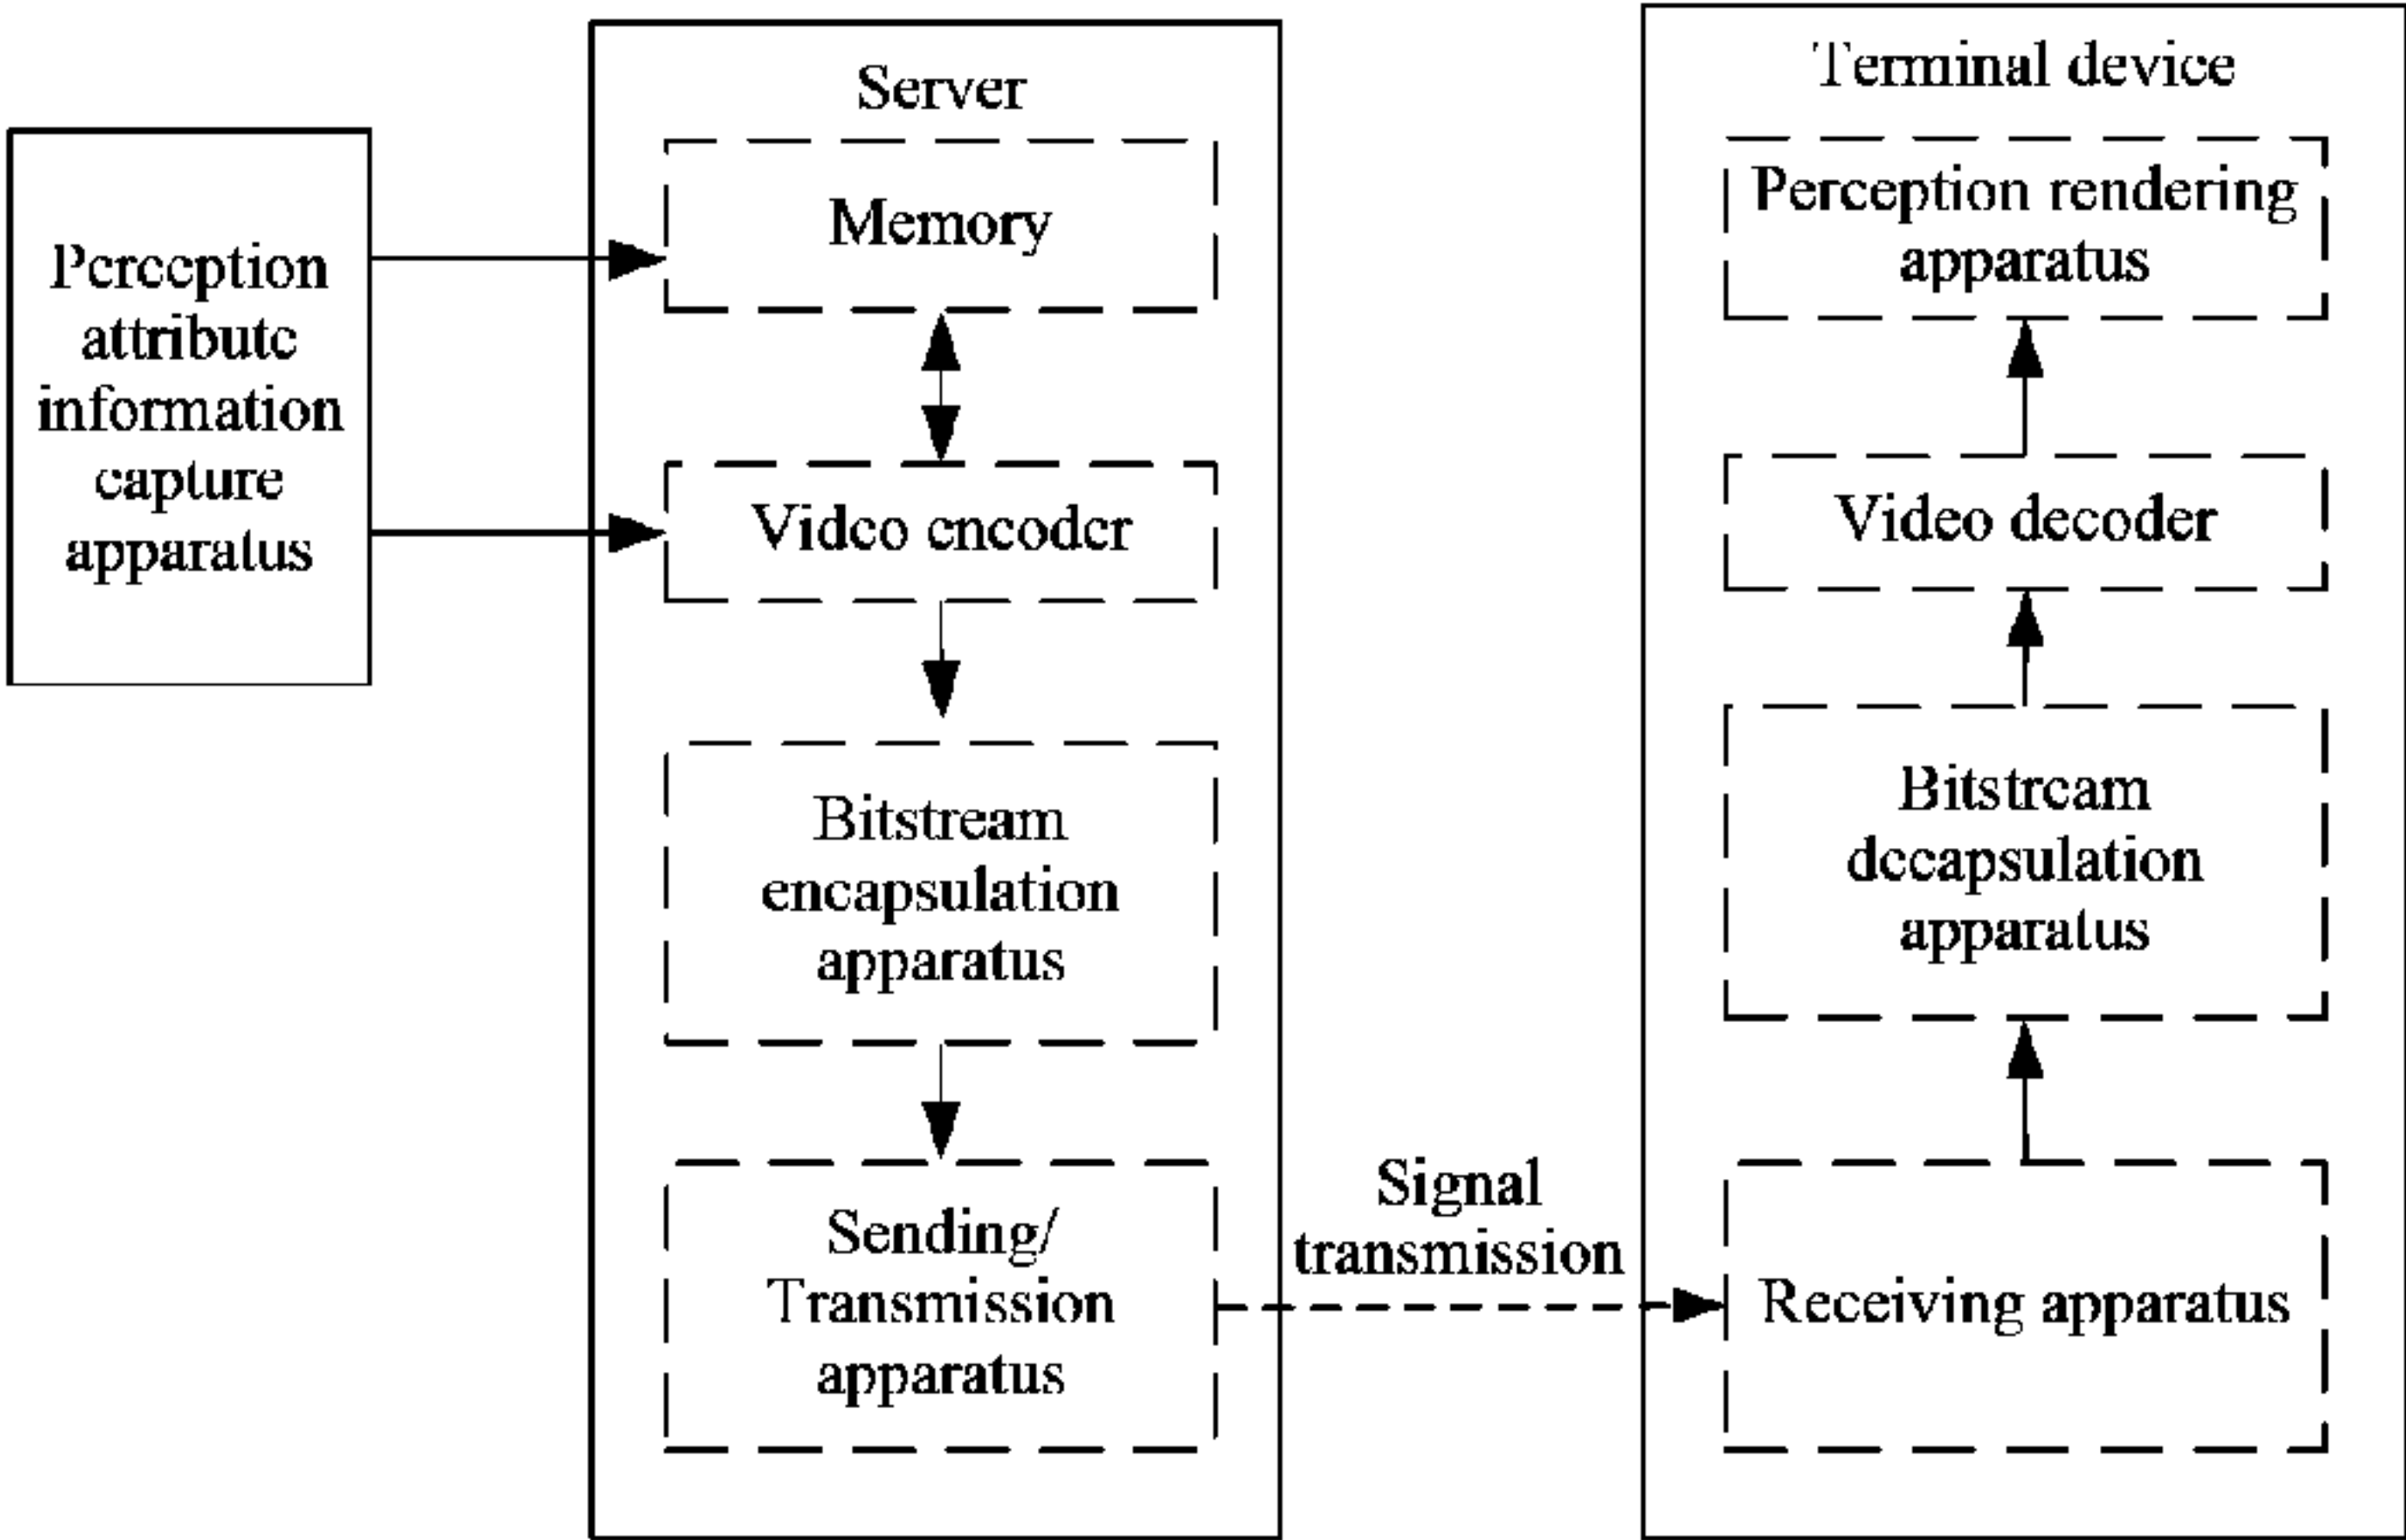 Perception
attribute
information
capture
apparatus
Server
Memory
Video encoder
Bitstream
encapsulation
apparatus
Sending/
Transmission
apparatus
Signal
transmission
Terminal device
Perception rendering
apparatus
Video decoder
Bitstream
decapsulation
apparatus
Receiving apparatus